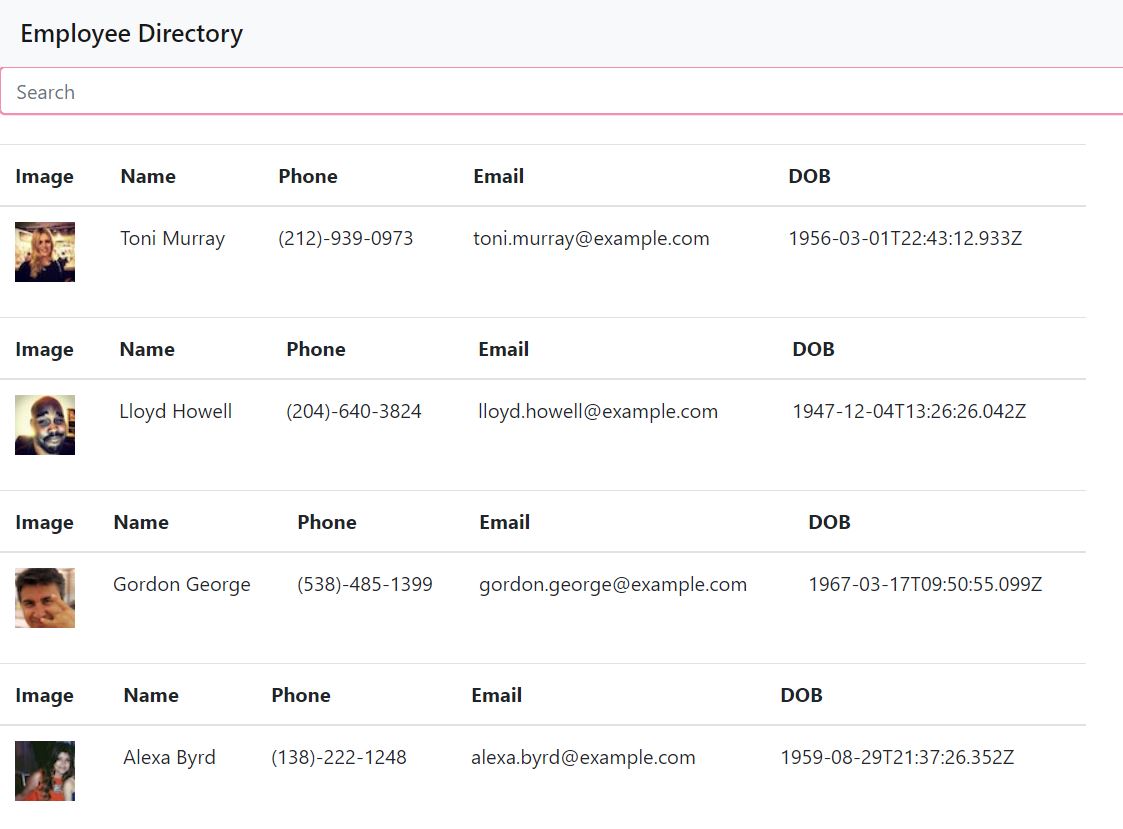 Employee Directory
Search
Image Name Phone Email DOB
Toni Murray (212)-939-0973 toni.murray@example.com 1956-03-01T22:43:12.933Z
Image Name Phone Email DOB
Lloyd Howell (204)-640-3824 lloyd.howell@example.com 1947-12-04T13:26:26.042Z
Image Name Phone Email DOB
Gordon George (538)-485-1399 gordon.george@example.com 1967-03-17T09:50:55.099Z
Image Name Phone Email DOB
Alexa Byrd (138)-222-1248 alexa.byrd@example.com 1959-08-29T21:37:26.352Z